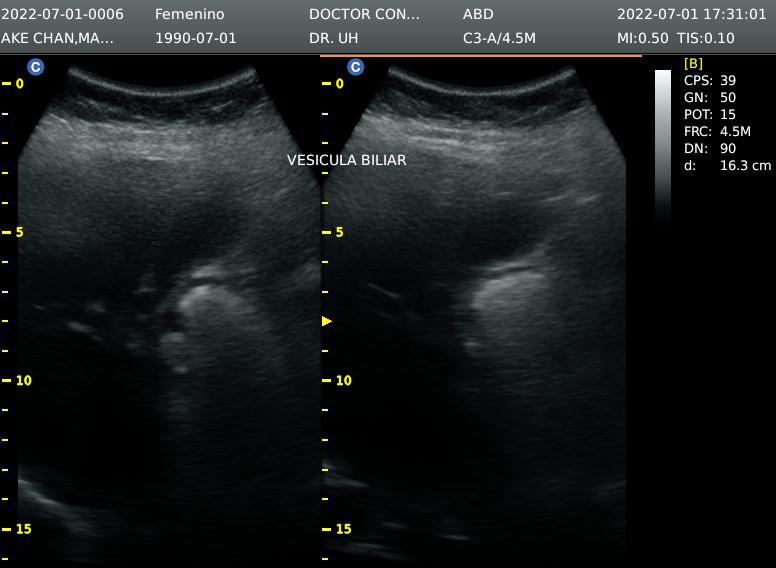 2022-07-01-0006 Femenino DOCTOR CON... ABD 2022-07-01 17:31:01
AKE CHAN,MA... 1990-07-01 DR. UH C3-A/4.5M MI:0.50 TIS:0.10
C C
[B]
CPS: 39
GN: 50
POT: 15
FRC: 4.5M
DN: 90
d: 16.3 cm
VESICULA BILIAR
0 0
5 5
10 10
15 15